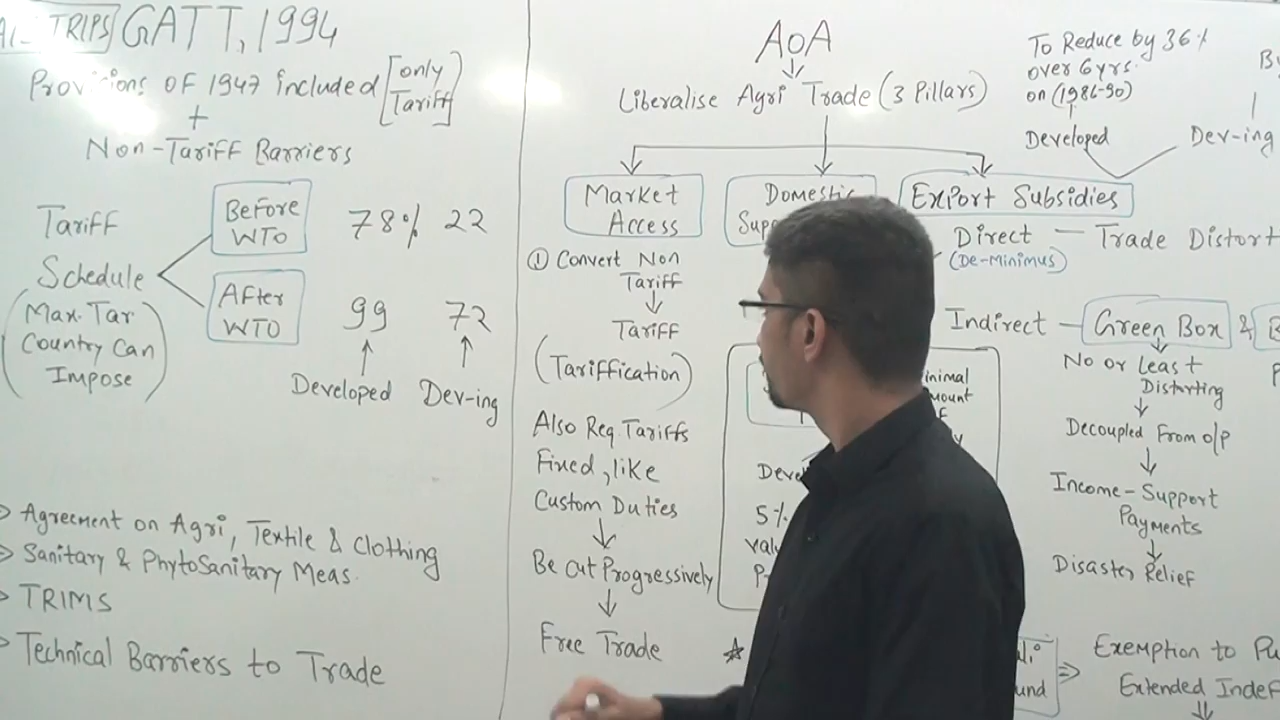 TRIPS GATT, 1994
Provisions OF 1947 included [only Tariff]
+
Non-Tariff Barriers
Tariff
Schedule
(Max. Tar
Country Can
Impose)
Before
WTO
78% 22
After
WTO
99 72
Developed Dev-ing
Agreement on Agri, Textile & Clothing
Sanitary & PhytoSanitary Meas.
TRIMS
Technical Barriers to Trade
AOA
Liberalise Agri Trade (3 Pillars)
Market
Access
① Convert Non
Tariff
Tariff
(Tariffication)
Also Req. Tariffs
Fixed, like
Custom Duties
Be Cut Progressively
Free Trade
Domestic
5%
Export Subsidies
To Reduce by 36%
over 6yrs.
on (1986-90)
Developed Dev-ing
Direct — Trade Distort
(De-Minimus)
Indirect — Green Box &
No or Least
Distorting
Decoupled From O/P
Income-Support
Payments
Disaster Relief
Exemption to
Extended